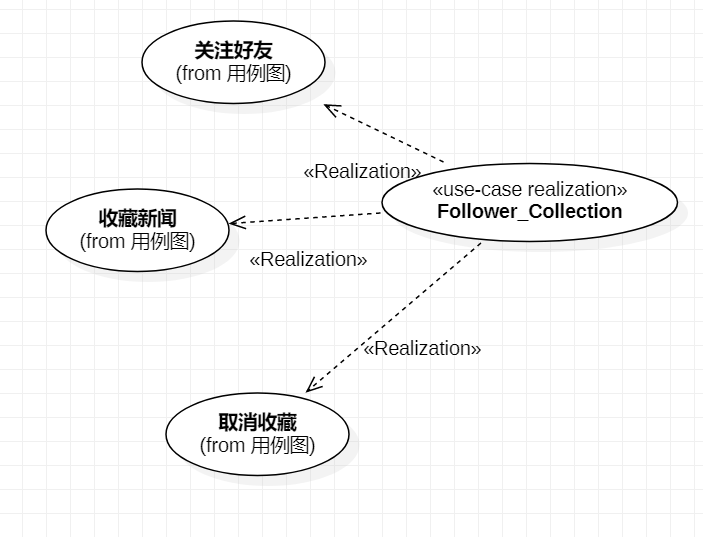 关注好友
(from 用例图)
«Realization»
«use-case realization»
Follower_Collection
收藏新闻
(from 用例图)
«Realization»
«Realization»
取消收藏
(from 用例图)